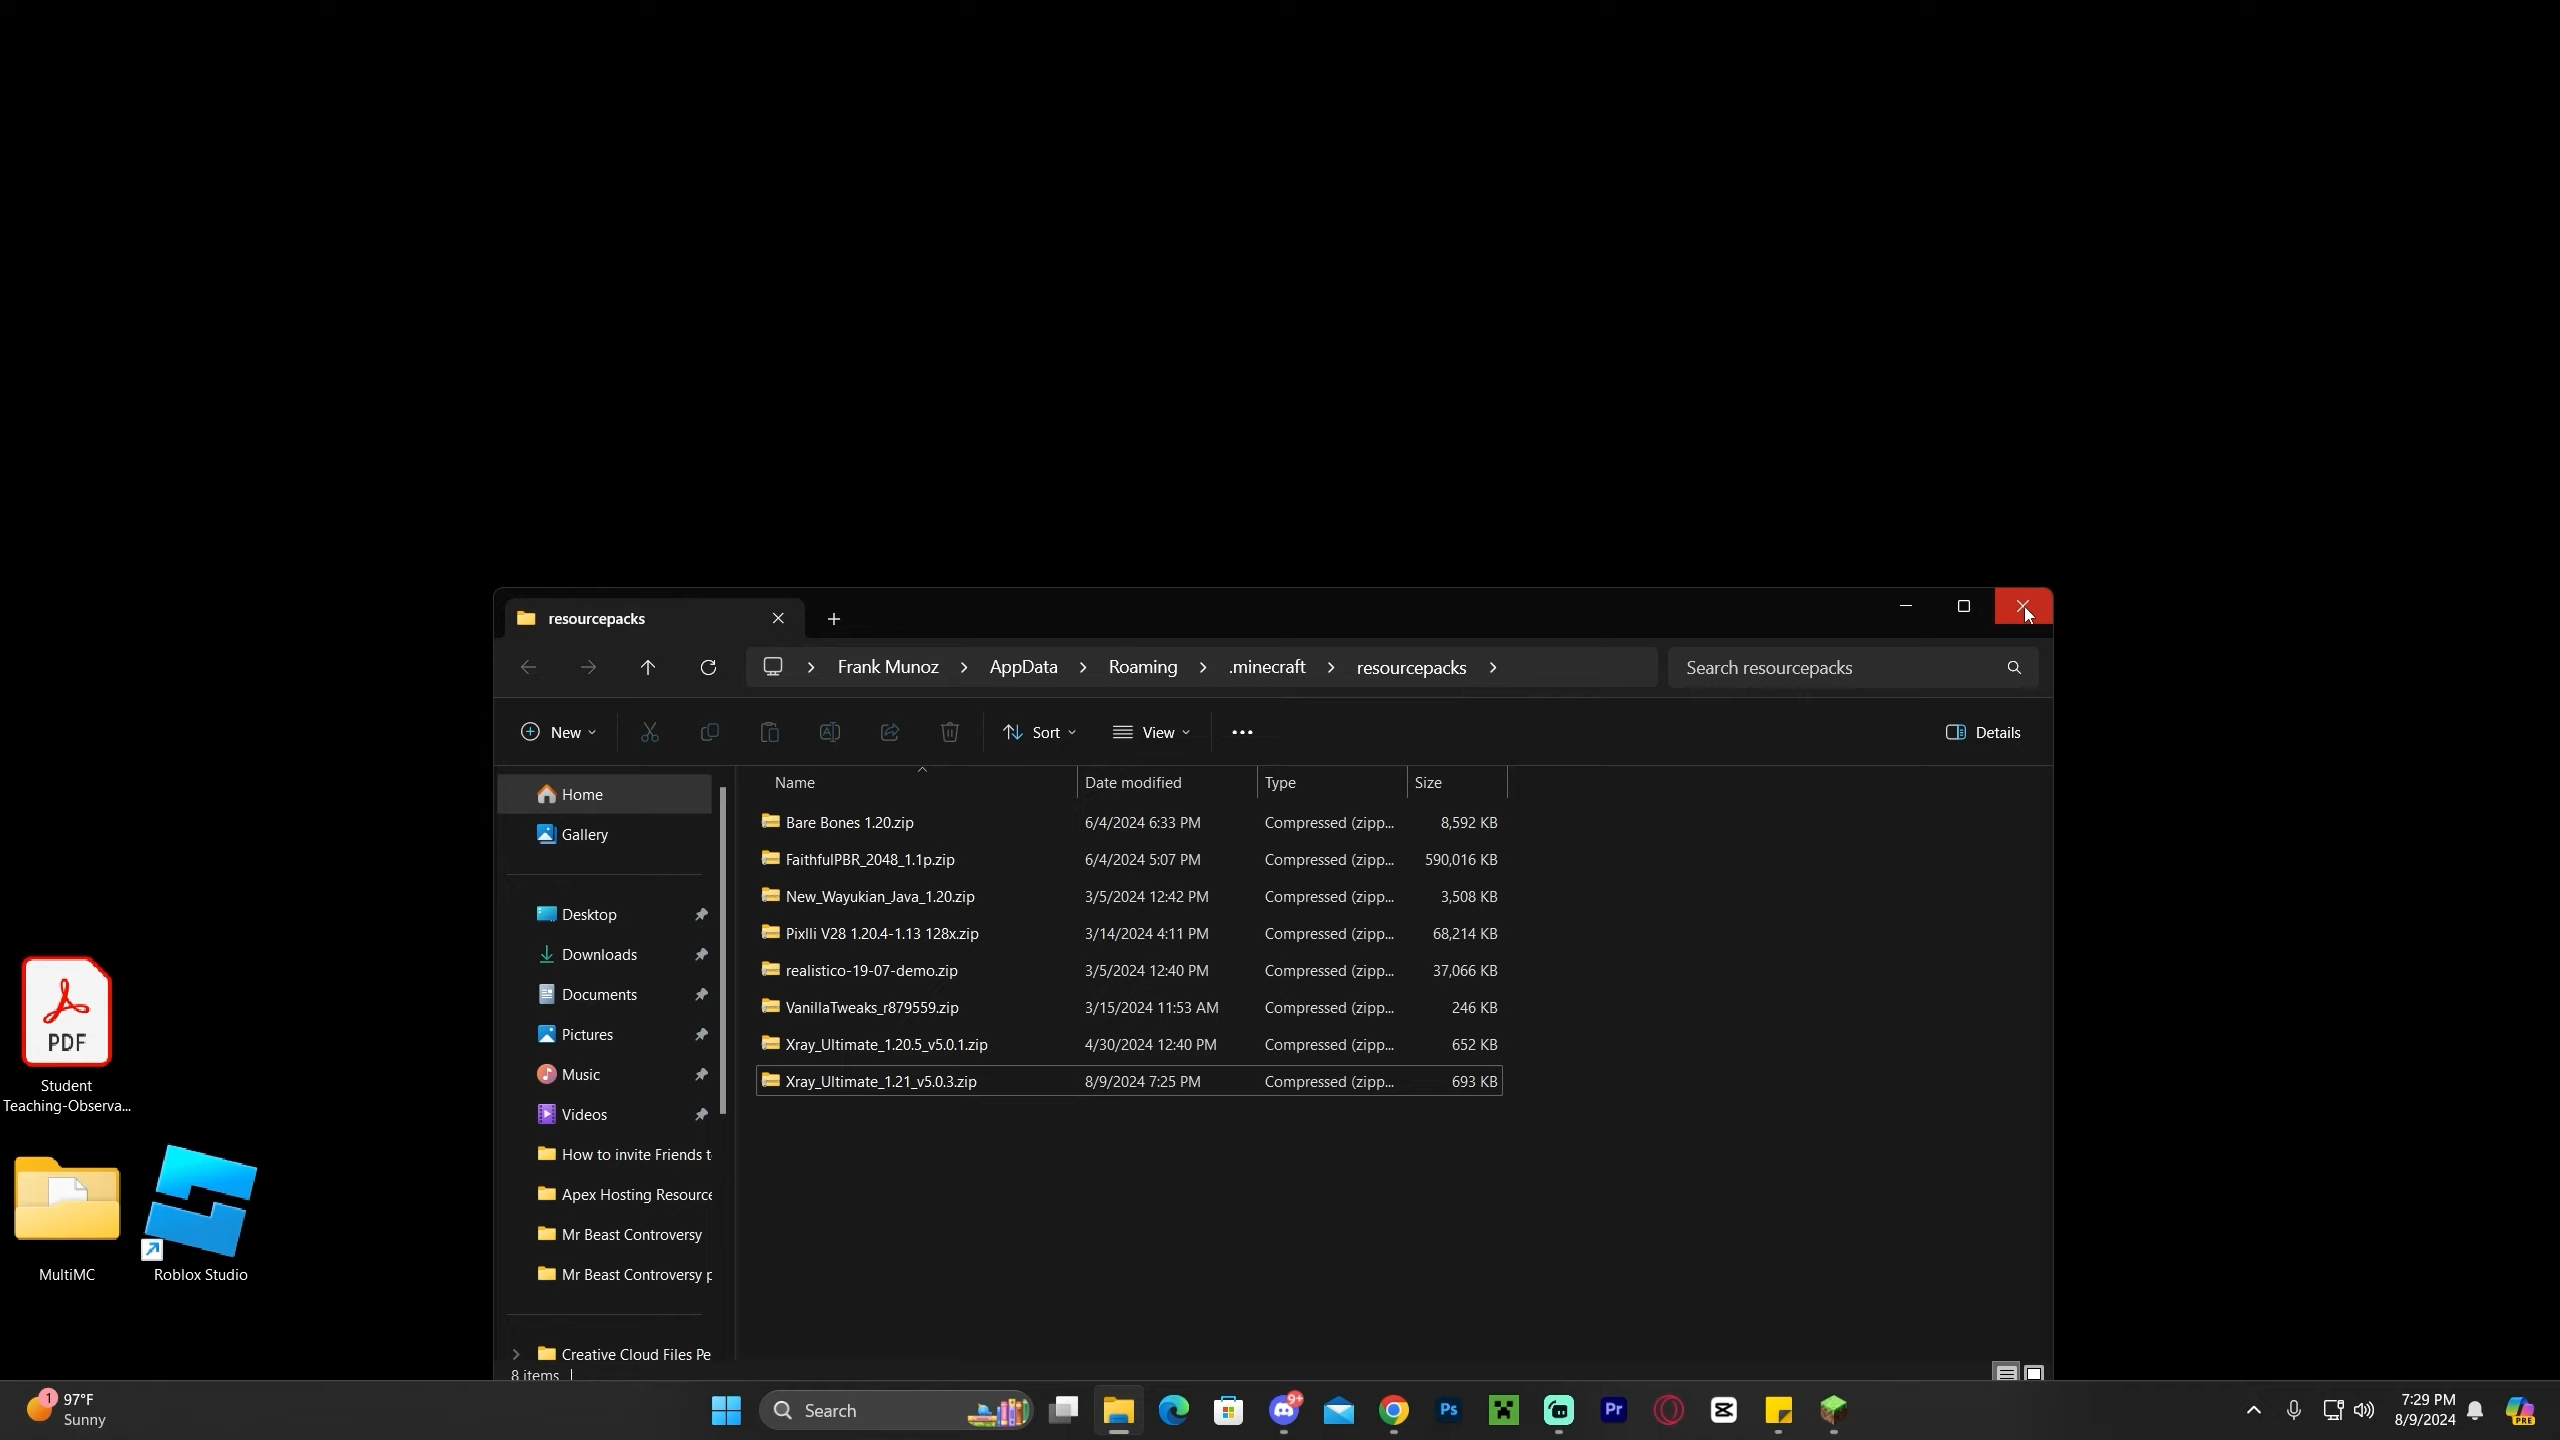 resourcepacks
Frank Munoz
AppData
Roaming
.minecraft
resourcepacks
Search resourcepacks
New
Sort
View
Details
Home
Gallery
Desktop
Downloads
Documents
Pictures
Music
Videos
How to invite Friends t
Apex Hosting Resource
Mr Beast Controversy
Mr Beast Controversy p
Creative Cloud Files Pe
Name Date modified Type Size
Bare Bones 1.20.zip 6/4/2024 6:33 PM Compressed (zipp... 8,592 KB
FaithfulPBR_2048_1.1p.zip 6/4/2024 5:07 PM Compressed (zipp... 590,016 KB
New_Wayukian_Java_1.20.zip 3/5/2024 12:42 PM Compressed (zipp... 3,508 KB
Pixlli V28 1.20.4-1.13 128x.zip 3/14/2024 4:11 PM Compressed (zipp... 68,214 KB
realistico-19-07-demo.zip 3/5/2024 12:40 PM Compressed (zipp... 37,066 KB
VanillaTweaks_r879559.zip 3/15/2024 11:53 AM Compressed (zipp... 246 KB
Xray_Ultimate_1.20.5_v5.0.1.zip 4/30/2024 12:40 PM Compressed (zipp... 652 KB
Xray_Ultimate_1.21_v5.0.3.zip 8/9/2024 7:25 PM Compressed (zipp... 693 KB
8 items
PDF
Student
Teaching-Observa...
MultiMC
Roblox Studio
1
97°F
Sunny
Search
9+
Ps
Pr
7:29 PM
8/9/2024
PRE